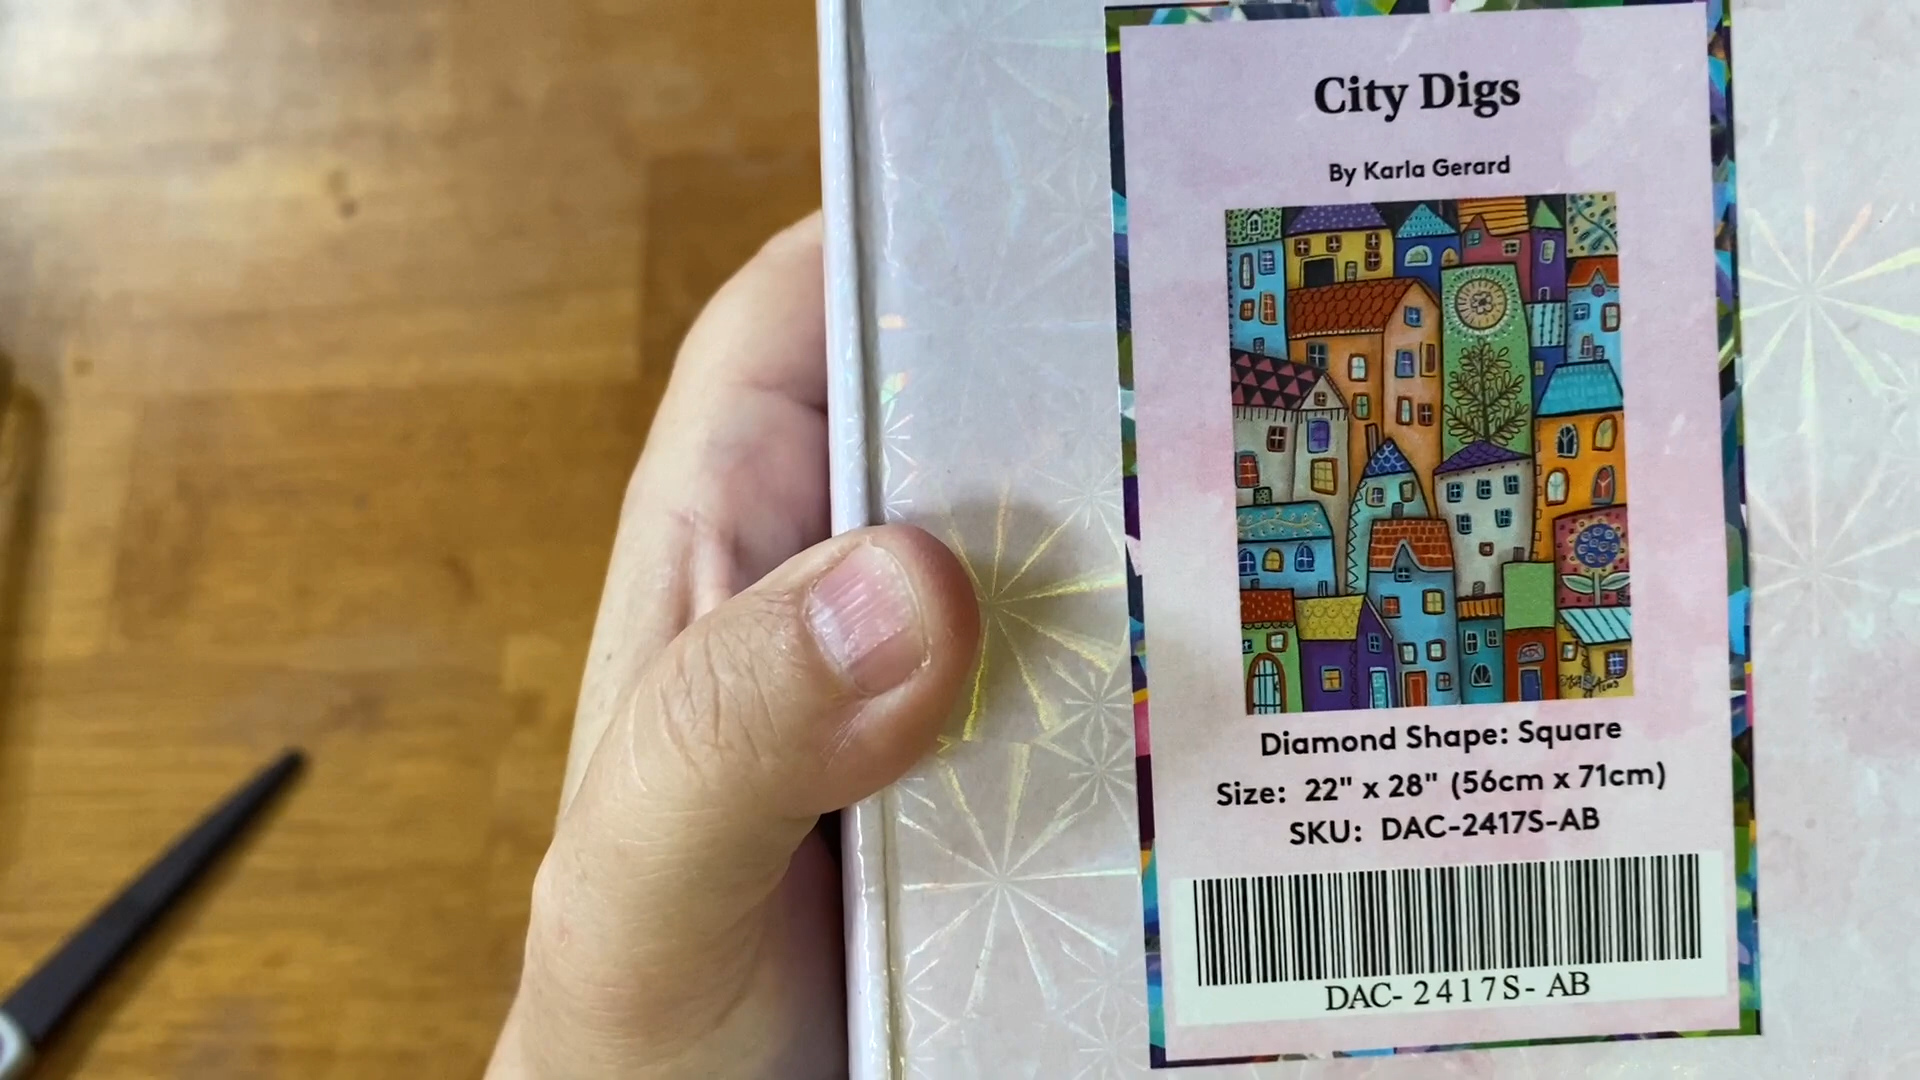 City Digs
By Karla Gerard
Diamond Shape: Square
Size: 22" x 28" (56cm x 71cm)
SKU: DAC-2417S-AB
DAC-2417S-AB